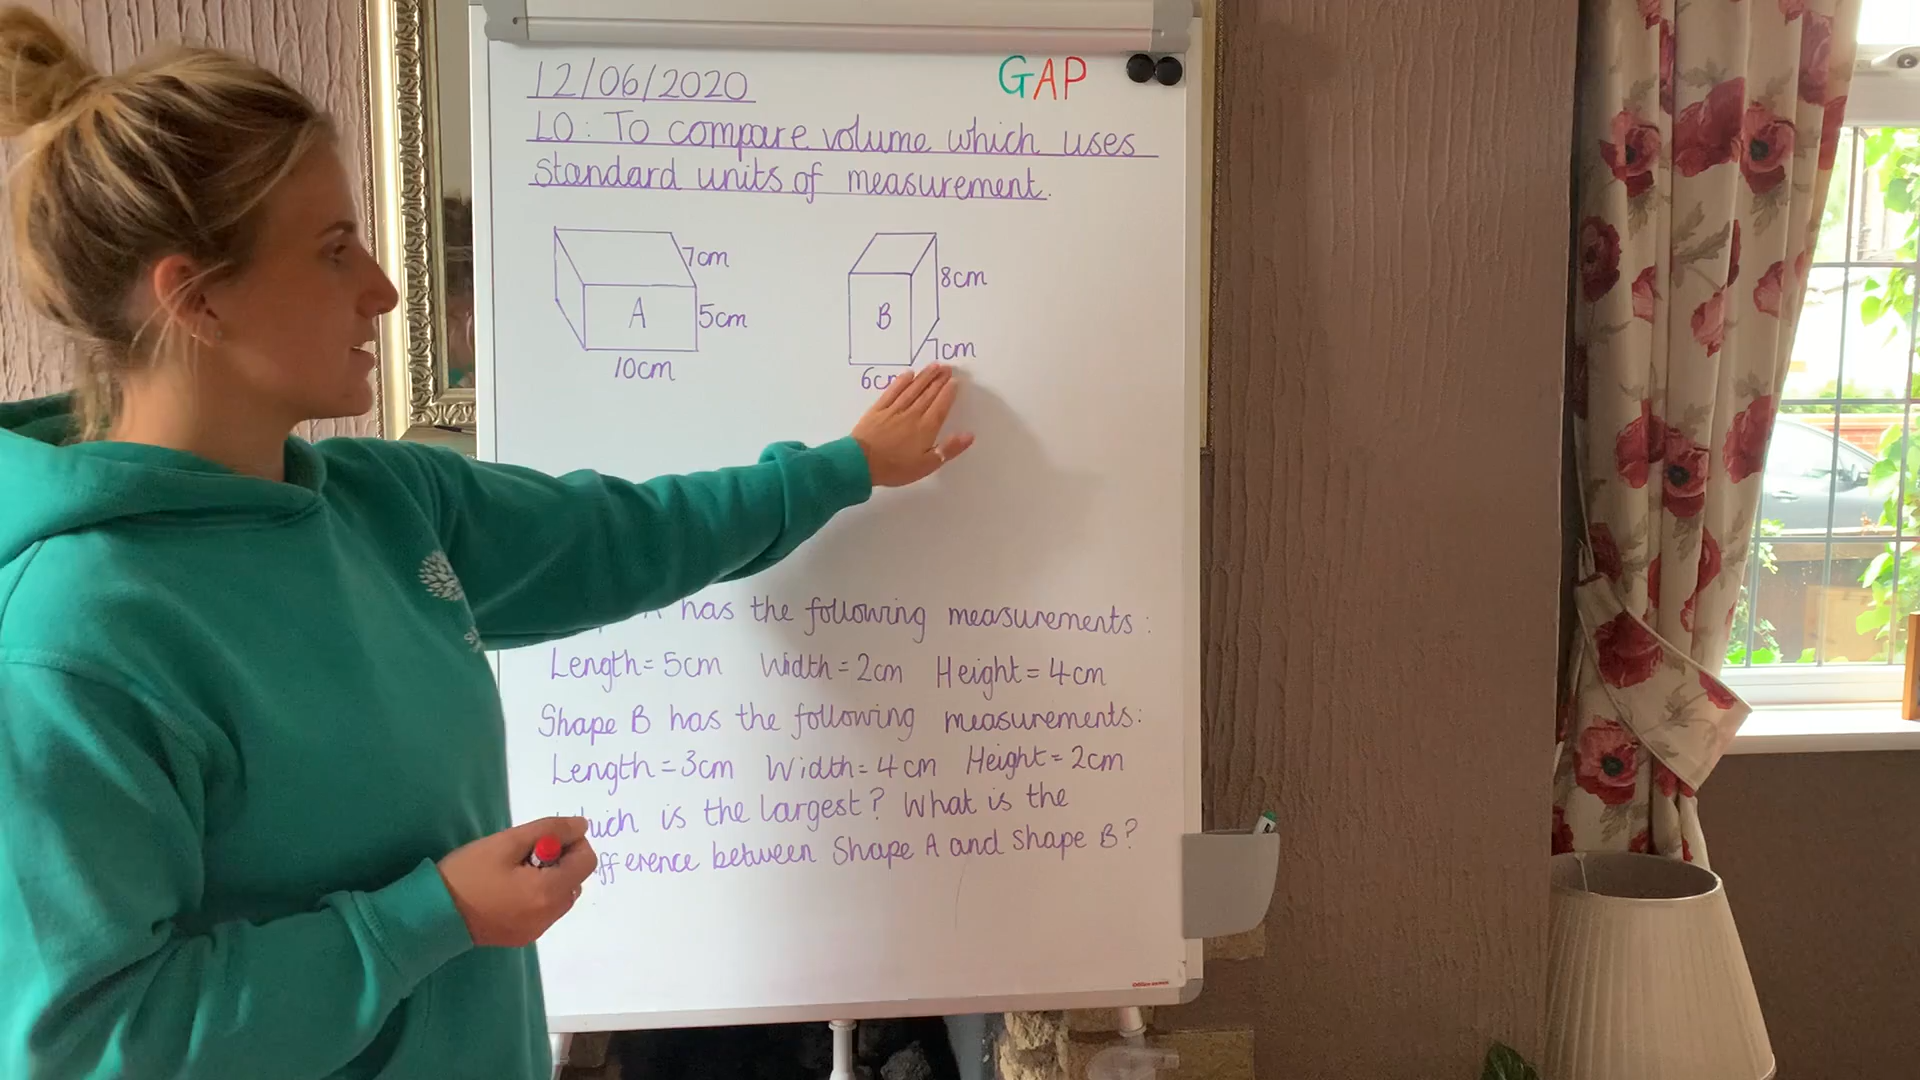 12/06/2020
GAP
LO: To compare volume which uses
standard units of measurement.
7cm
8cm
A
5cm
B
7cm
10cm
has the following measurements:
Length=5cm Width=2cm Height=4cm
Shape B has the following measurements:
Length=3cm Width=4cm Height=2cm
is the largest? What is the
between Shape A and shape B?